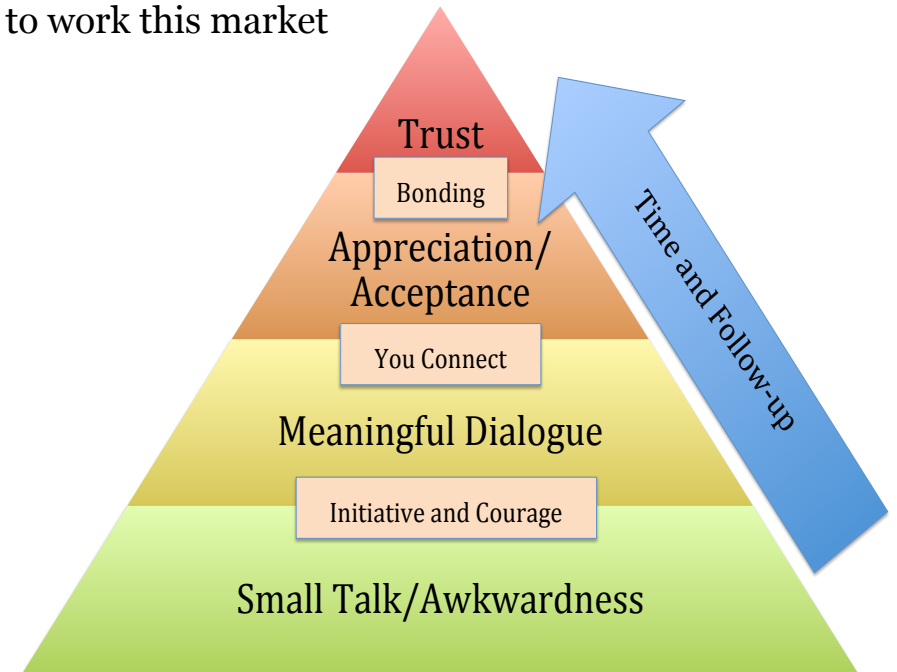 to work this market
Trust
Bonding
Appreciation/
Acceptance
You Connect
Meaningful Dialogue
Initiative and Courage
Small Talk/Awkwardness
Time and Follow-up